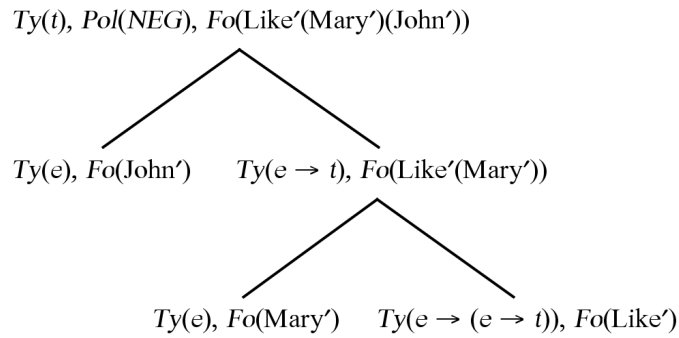 Ty(t), Pol(NEG), Fo(Like′(Mary′)(John′))
Ty(e), Fo(John′) Ty(e → t), Fo(Like′(Mary′))
Ty(e), Fo(Mary′) Ty(e → (e → t)), Fo(Like′)